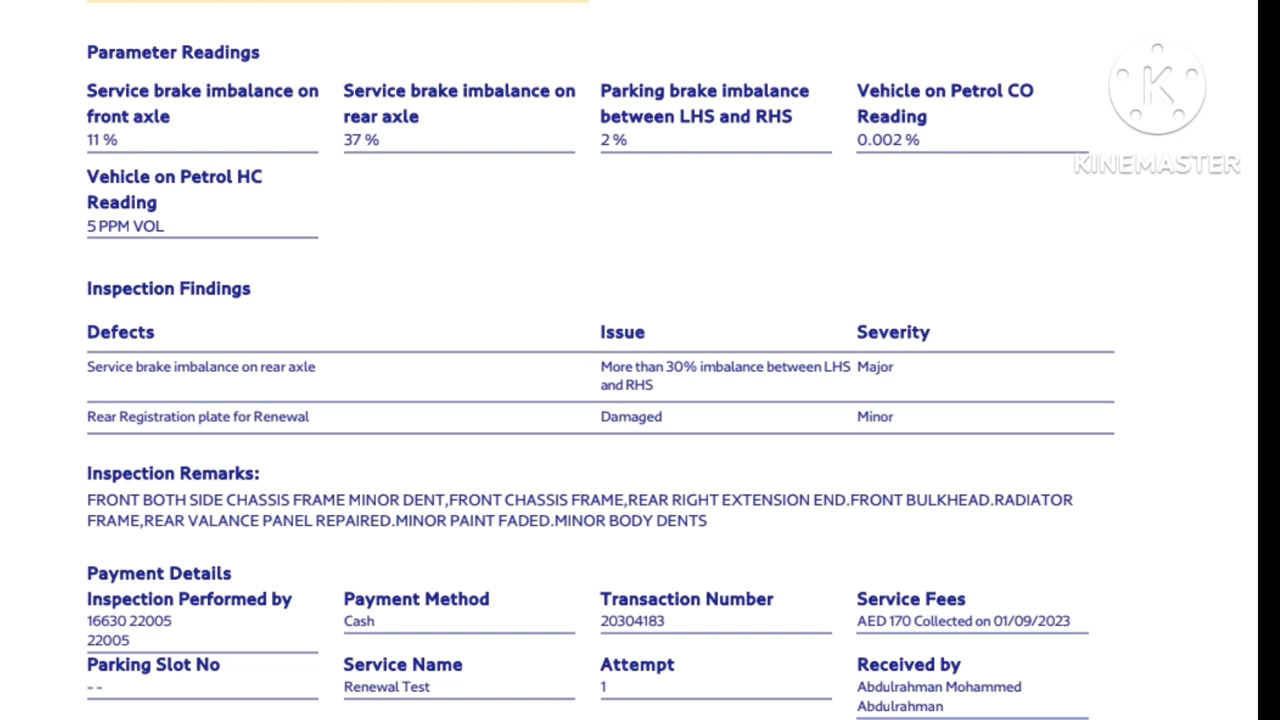 Parameter Readings
Service brake imbalance on front axle
11 %
Service brake imbalance on rear axle
37 %
Parking brake imbalance between LHS and RHS
2 %
Vehicle on Petrol CO Reading
0.002 %
K
KINEMASTER
Vehicle on Petrol HC Reading
5 PPM VOL
Inspection Findings
Defects Issue Severity
Service brake imbalance on rear axle More than 30% imbalance between LHS and RHS Major
Rear Registration plate for Renewal Damaged Minor
Inspection Remarks:
FRONT BOTH SIDE CHASSIS FRAME MINOR DENT,FRONT CHASSIS FRAME,REAR RIGHT EXTENSION END.FRONT BULKHEAD.RADIATOR
FRAME,REAR VALANCE PANEL REPAIRED.MINOR PAINT FADED.MINOR BODY DENTS
Payment Details
Inspection Performed by
16630 22005
22005
Payment Method
Cash
Transaction Number
20304183
Service Fees
AED 170 Collected on 01/09/2023
Parking Slot No
- -
Service Name
Renewal Test
Attempt
1
Received by
Abdulrahman Mohammed
Abdulrahman